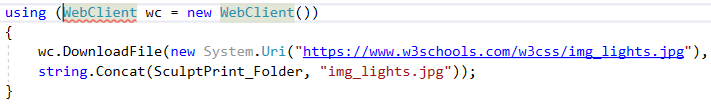 using (WebClient wc = new WebClient())
{
wc.DownloadFile(new System.Uri("https://www.w3schools.com/w3css/img_lights.jpg"),
string.Concat(SculptPrint_Folder, "img_lights.jpg"));
}